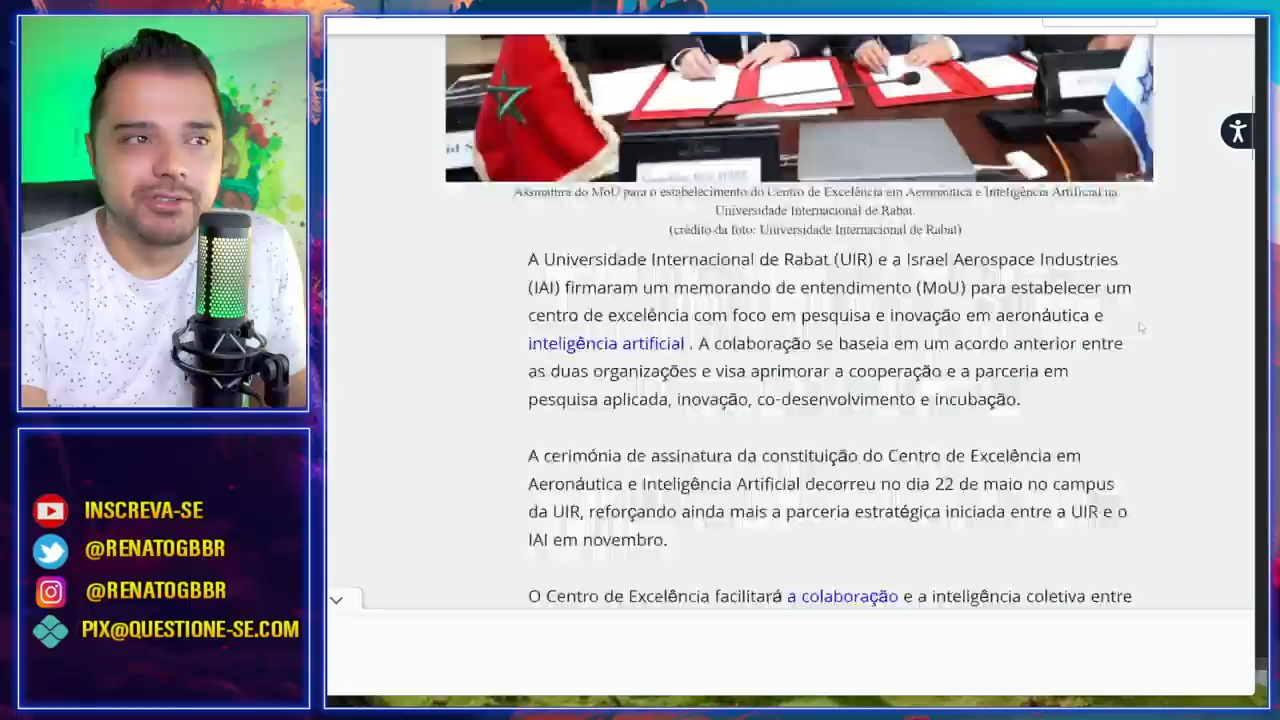 INSCREVA-SE
@RENATOGBBR
@RENATOGBBR
PIX@QUESTIONE-SE.COM
Assinatura do MoU para o estabelecimento do Centro de Excelência em Aeronáutica e Inteligência Artificial na
Universidade Internacional de Rabat.
(crédito da foto: Universidade Internacional de Rabat)
A Universidade Internacional de Rabat (UIR) e a Israel Aerospace Industries
(IAI) firmaram um memorando de entendimento (MoU) para estabelecer um
centro de excelência com foco em pesquisa e inovação em aeronáutica e
inteligência artificial . A colaboração se baseia em um acordo anterior entre
as duas organizações e visa aprimorar a cooperação e a parceria em
pesquisa aplicada, inovação, co-desenvolvimento e incubação.
A cerimónia de assinatura da constituição do Centro de Excelência em
Aeronáutica e Inteligência Artificial decorreu no dia 22 de maio no campus
da UIR, reforçando ainda mais a parceria estratégica iniciada entre a UIR e o
IAI em novembro.
O Centro de Excelência facilitará a colaboração e a inteligência coletiva entre